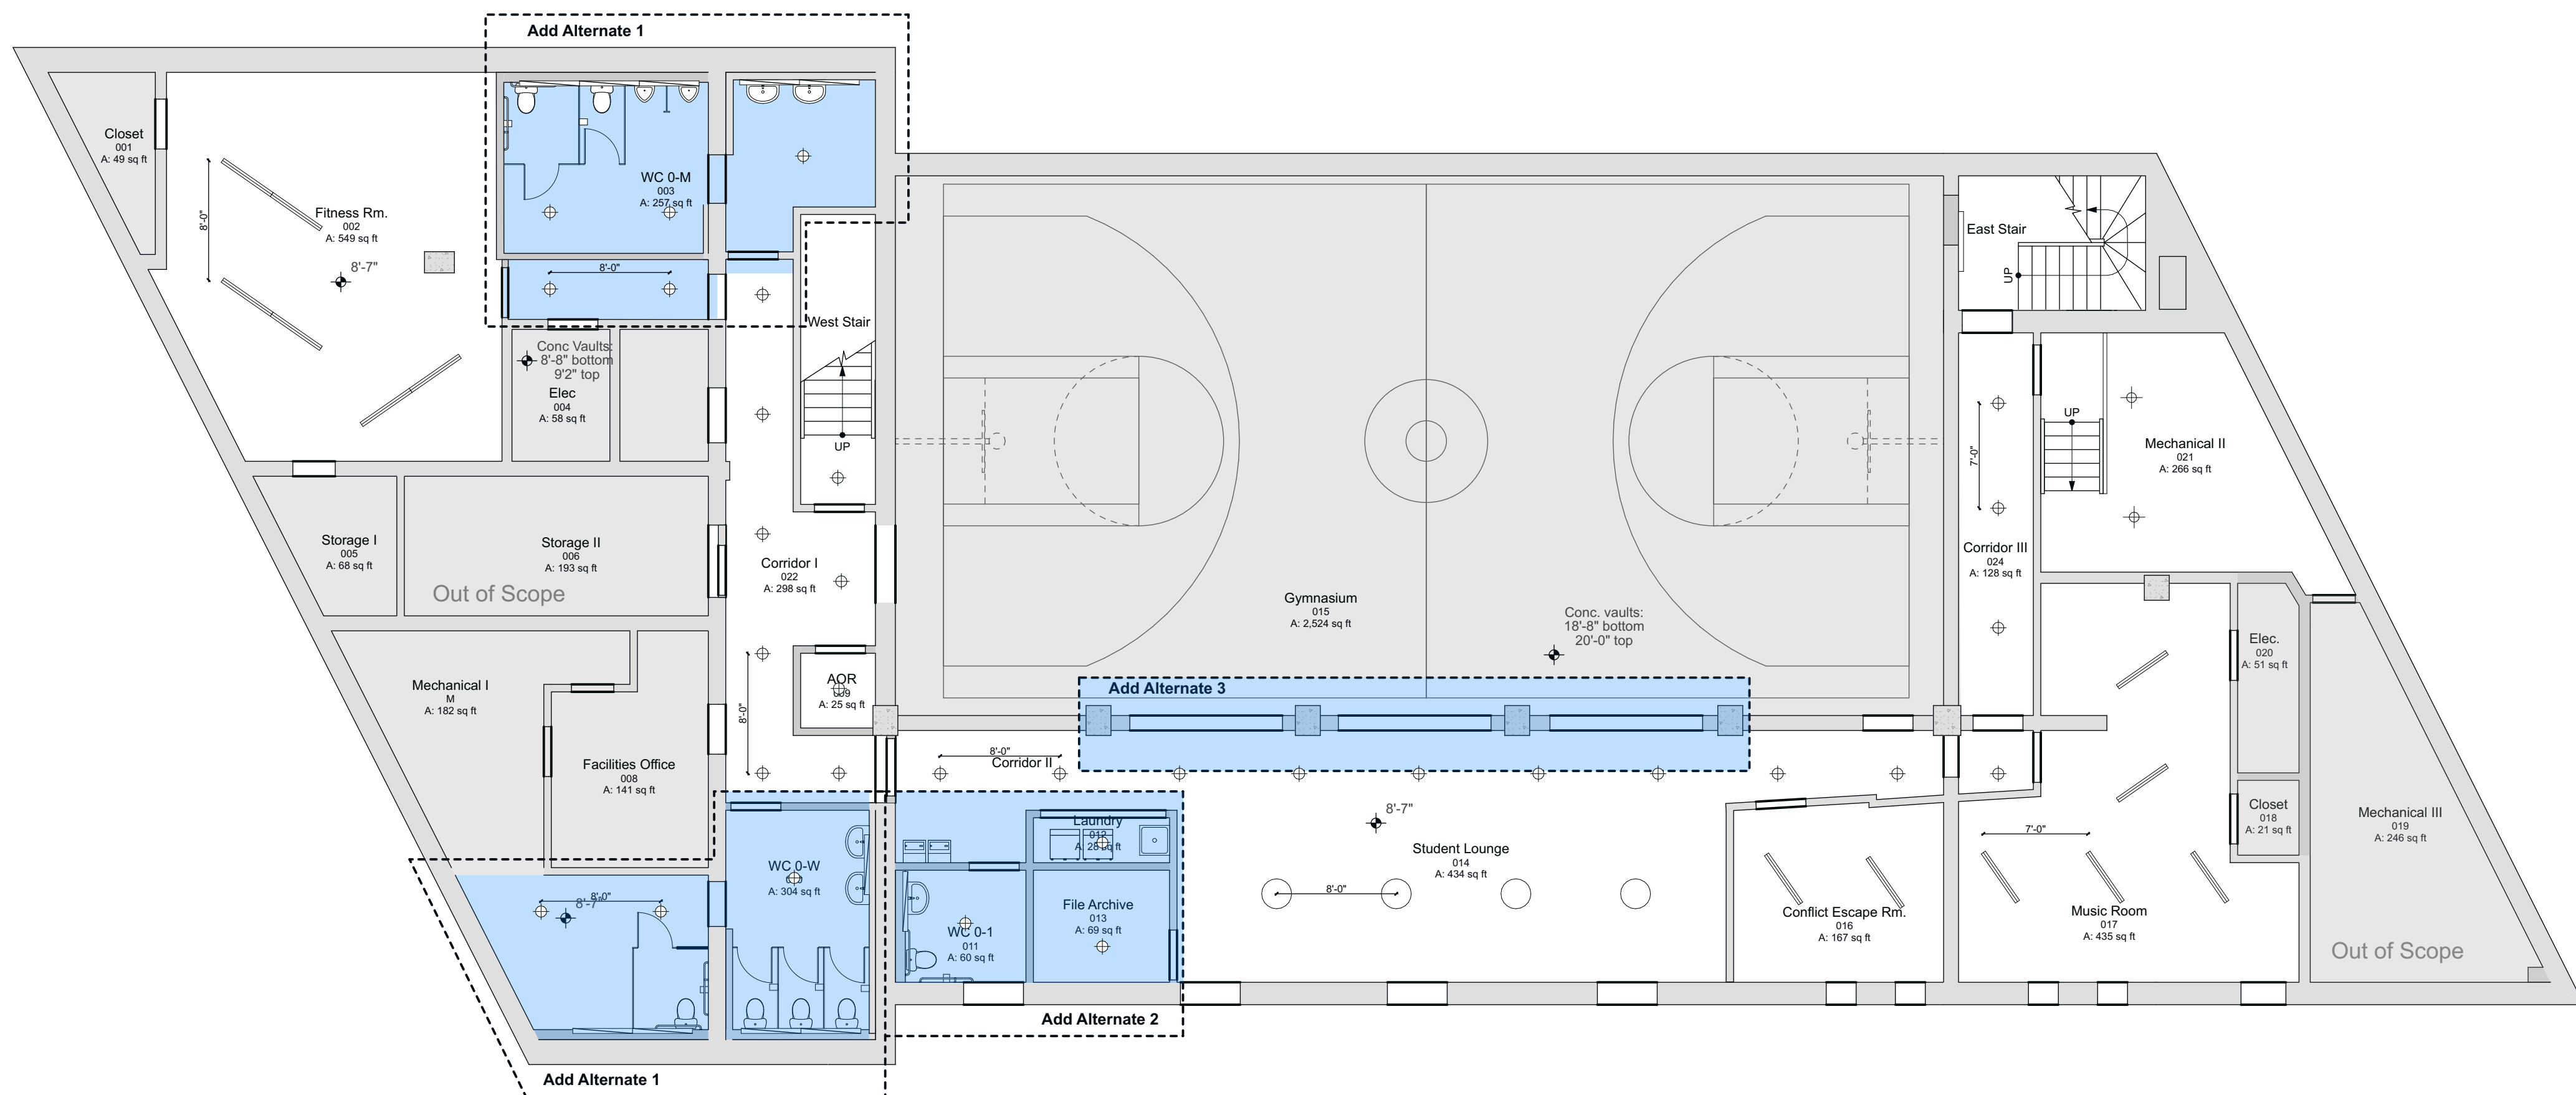 Add Alternate 1
Closet
001
A: 49 sq ft
8'-0"
Fitness Rm.
002
A: 549 sq ft
8'-7"
WC 0-M
003
A: 257 sq ft
8'-0"
Conc Vaults:
8'-8" bottom
9'2" top
Elec
004
A: 58 sq ft
West Stair
UP
Storage I
005
A: 68 sq ft
Storage II
006
A: 193 sq ft
Out of Scope
Corridor I
022
A: 298 sq ft
Mechanical I
M
A: 182 sq ft
Facilities Office
008
A: 141 sq ft
8'-0"
AOR
009
A: 25 sq ft
Gymnasium
015
A: 2,524 sq ft
Conc. vaults:
18'-8" bottom
20'-0" top
Add Alternate 3
East Stair
UP
UP
Mechanical II
021
A: 266 sq ft
7'-0"
Corridor III
024
A: 128 sq ft
Elec.
020
A: 51 sq ft
Closet
018
A: 21 sq ft
Mechanical III
019
A: 246 sq ft
Out of Scope
8'-0"
Corridor II
8'-7"
Student Lounge
014
A: 434 sq ft
8'-0"
Conflict Escape Rm.
016
A: 167 sq ft
7'-0"
Music Room
017
A: 435 sq ft
WC 0-W
A: 304 sq ft
8'-0"
8'-7"
Laundry
012
A: 28 sq ft
WC 0-1
011
A: 60 sq ft
File Archive
013
A: 69 sq ft
Add Alternate 2
Add Alternate 1